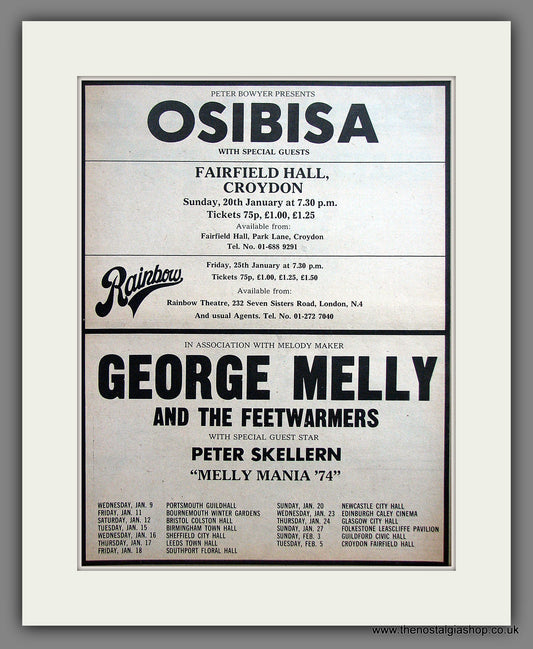 PETER BOWYER PRESENTS
OSIBISA
WITH SPECIAL GUESTS
FAIRFIELD HALL,
CROYDON
Sunday, 20th January at 7.30 p.m.
Tickets 75p, £1.00, £1.25
Available from:
Fairfield Hall, Park Lane, Croydon
Tel. No. 01-688 9291
Rainbow
Friday, 25th January at 7.30 p.m.
Tickets 75p, £1.00, £1.25, £1.50
Available from:
Rainbow Theatre, 232 Seven Sisters Road, London, N.4
And usual Agents. Tel. No. 01-272 7040
IN ASSOCIATION WITH MELODY MAKER
GEORGE MELLY
AND THE FEETWARMERS
WITH SPECIAL GUEST STAR
PETER SKELLERN
"MELLY MANIA '74"
WEDNESDAY, JAN. 9 PORTSMOUTH GUILDHALL
FRIDAY, JAN. 11 BOURNEMOUTH WINTER GARDENS
SATURDAY, JAN. 12 BRISTOL COLSTON HALL
TUESDAY, JAN. 15 BIRMINGHAM TOWN HALL
WEDNESDAY, JAN. 16 SHEFFIELD CITY HALL
THURSDAY, JAN. 17 LEEDS TOWN HALL
FRIDAY, JAN. 18 SOUTHPORT FLORAL HALL
SUNDAY, JAN. 20 NEWCASTLE CITY HALL
WEDNESDAY, JAN. 23 EDINBURGH CALEY CINEMA
THURSDAY, JAN. 24 GLASGOW CITY HALL
SUNDAY, JAN. 27 FOLKESTONE LEASCLIFFE PAVILION
SUNDAY, FEB. 3 GUILDFORD CIVIC HALL
TUESDAY, FEB. 5 CROYDON FAIRFIELD HALL
www.thenostalgiashop.co.uk